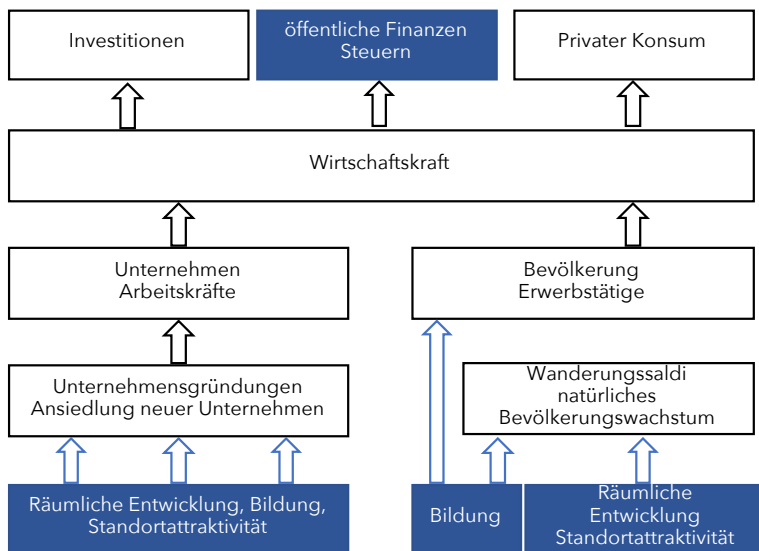 Investitionen
öffentliche Finanzen
Steuern
Privater Konsum
Wirtschaftskraft
Unternehmen
Arbeitskräfte
Bevölkerung
Erwerbstätige
Unternehmensgründungen
Ansiedlung neuer Unternehmen
Wanderungssaldi
natürliches
Bevölkerungswachstum
Räumliche Entwicklung, Bildung,
Standortattraktivität
Bildung
Räumliche
Entwicklung
Standortattraktivität